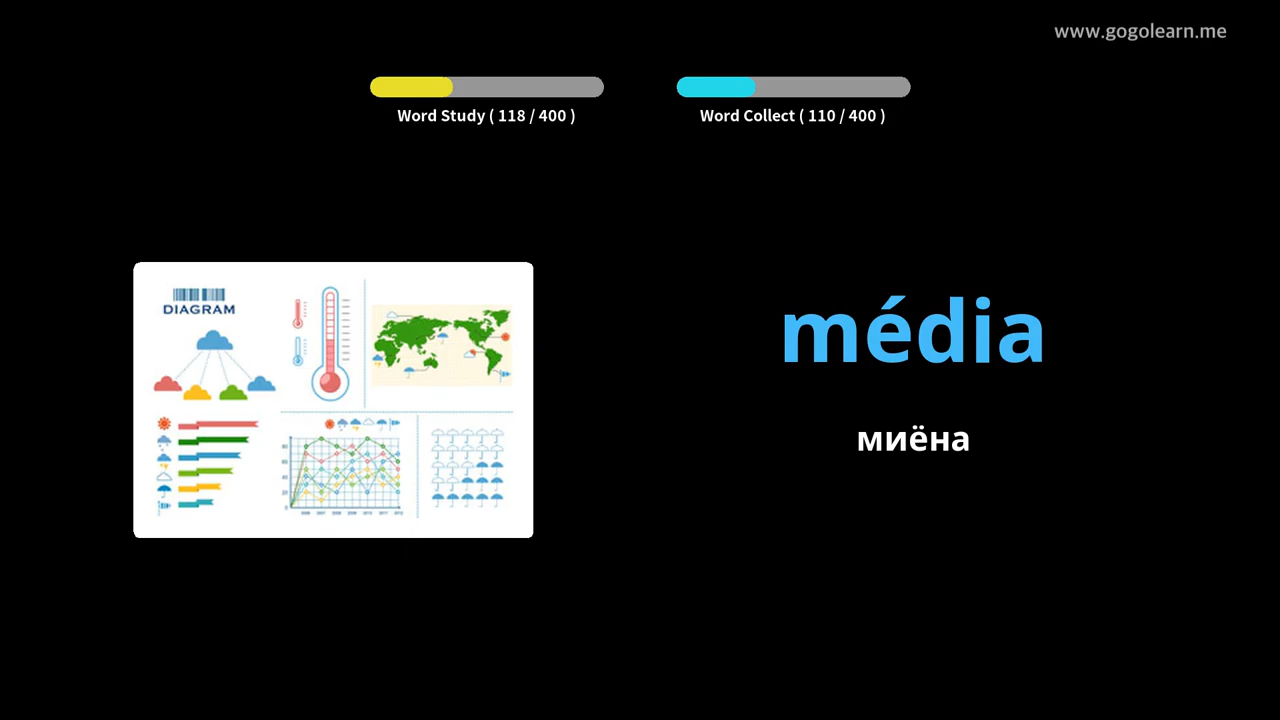 www.gogolearn.me
Word Study ( 118 / 400 )
Word Collect ( 110 / 400 )
DIAGRAM
média
миёна